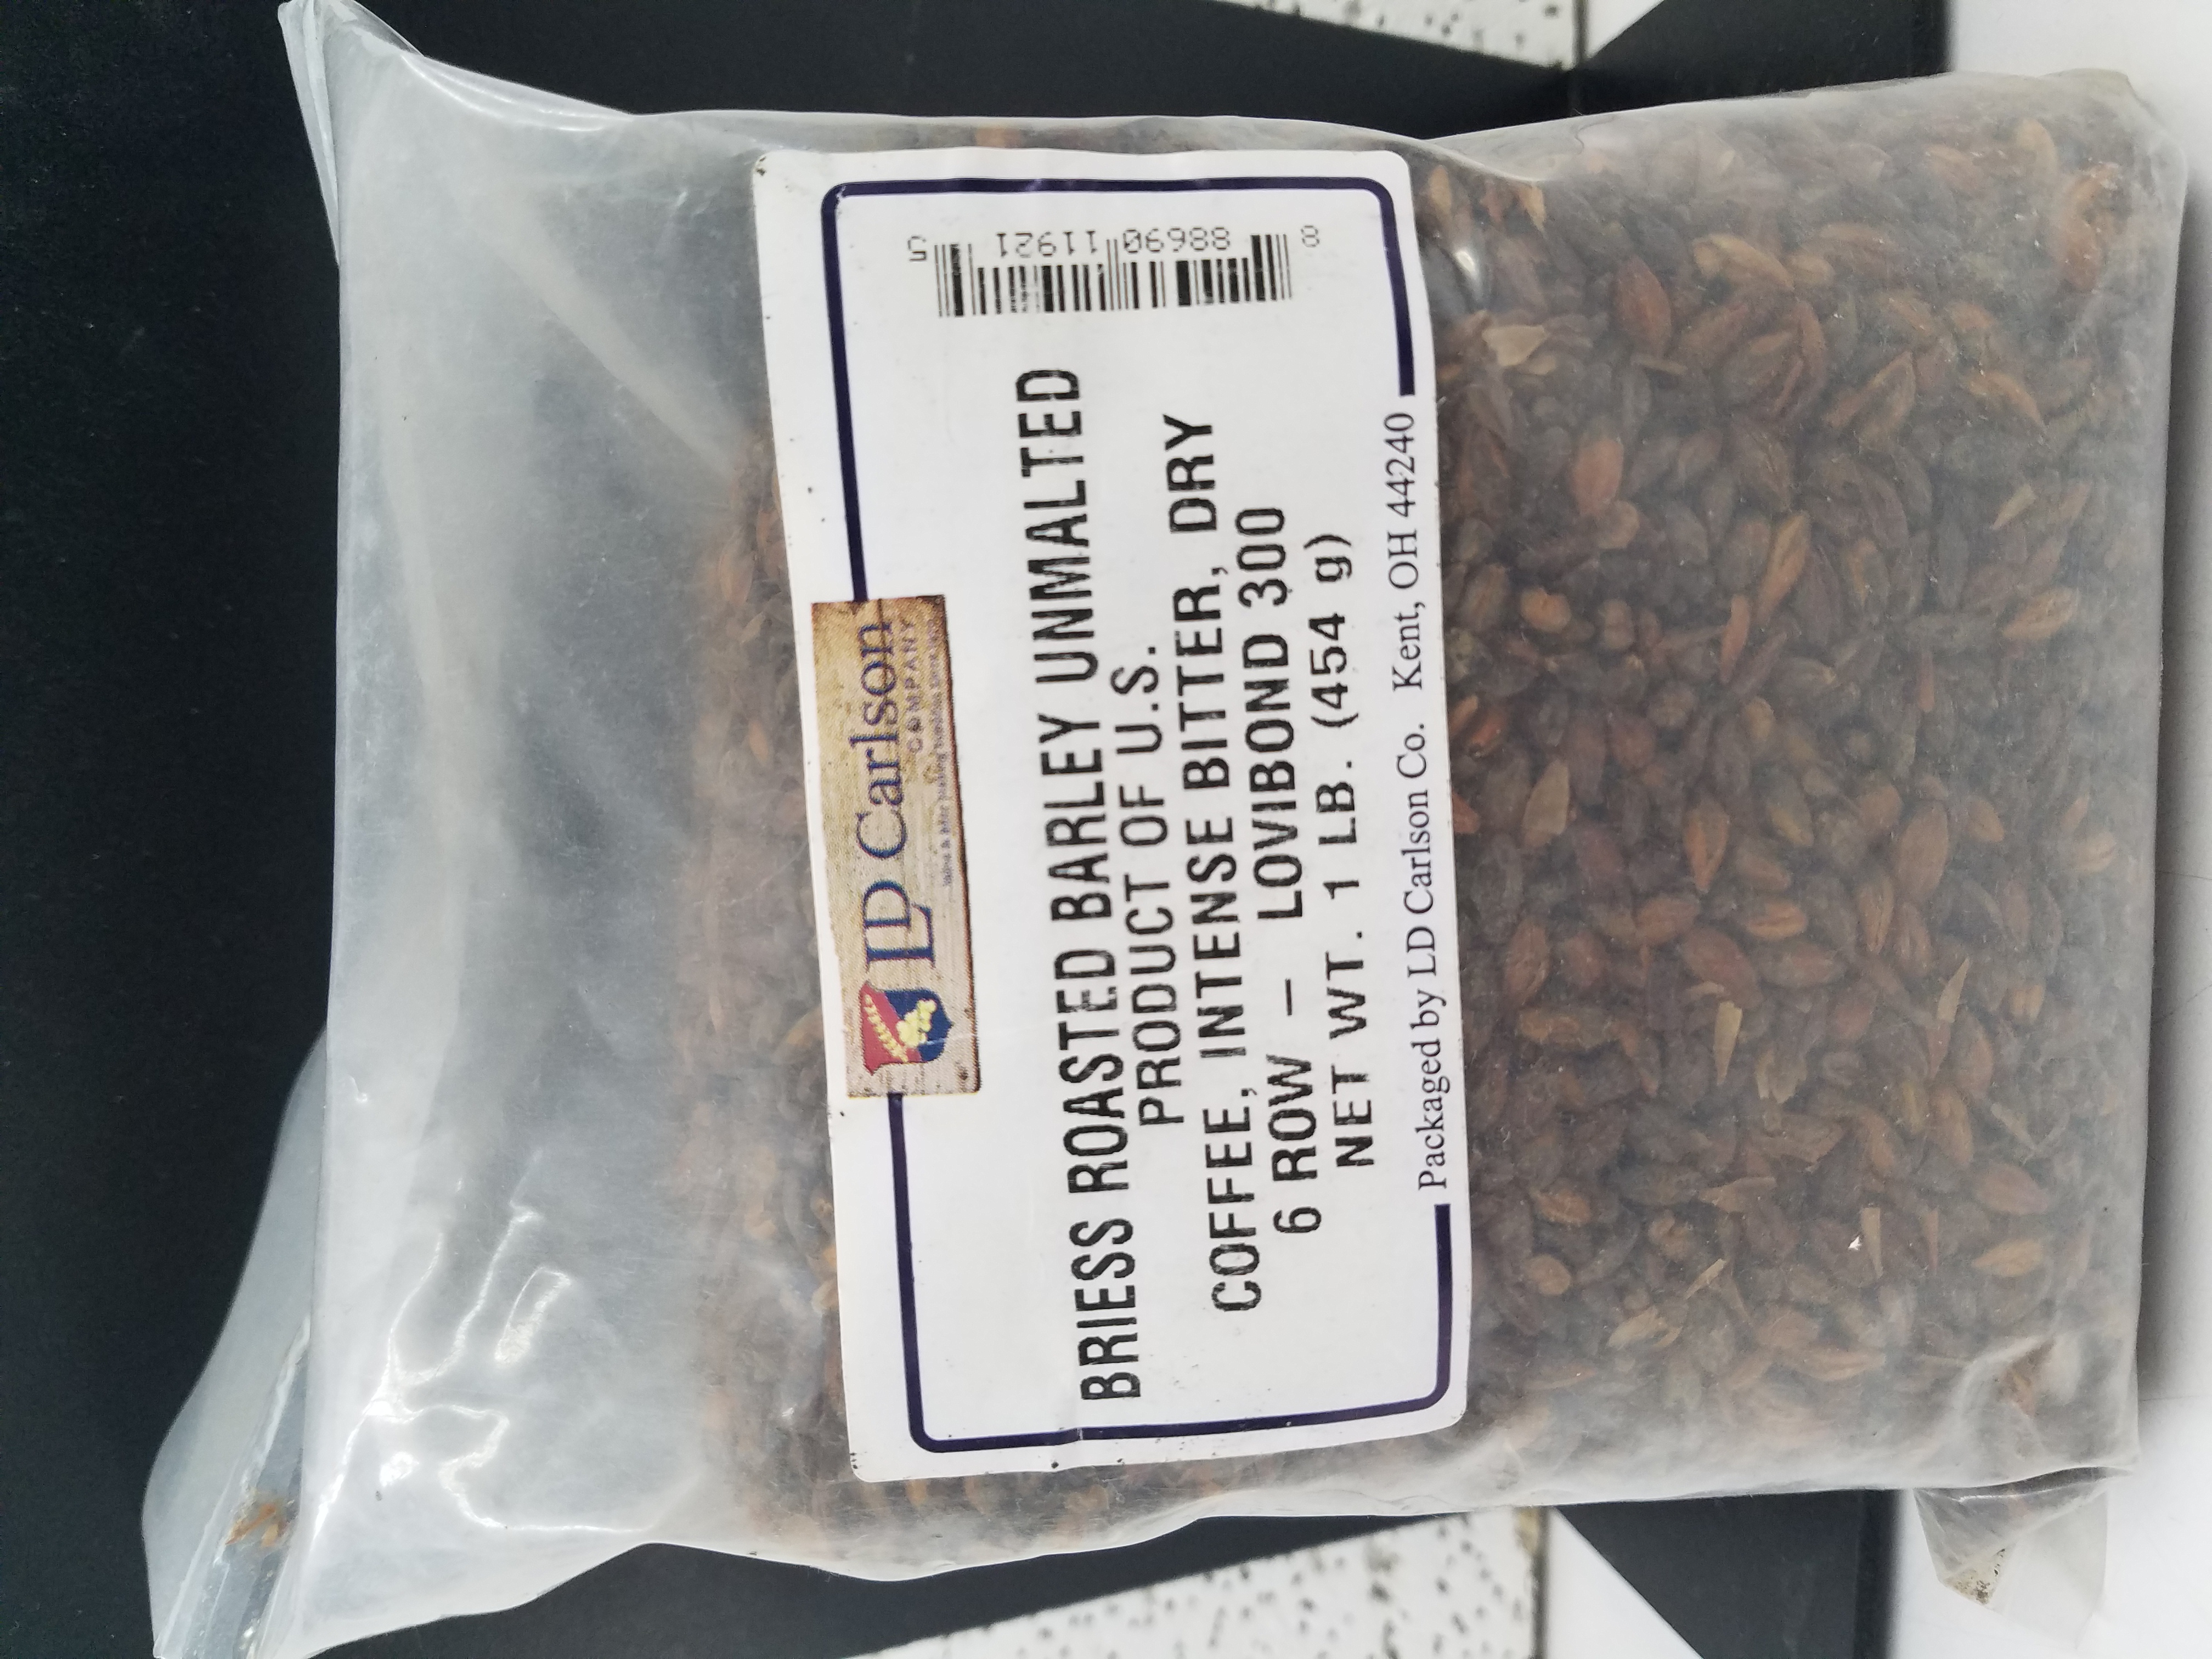 LD Carlson
COMPANY
BRIESS ROASTED BARLEY UNMALTED
PRODUCT OF U.S.
COFFEE, INTENSE BITTER, DRY
6 ROW – LOVIBOND 300
NET WT. 1 LB. (454 g)
Packaged by LD Carlson Co. Kent, OH 44240
8 88690 11921 5